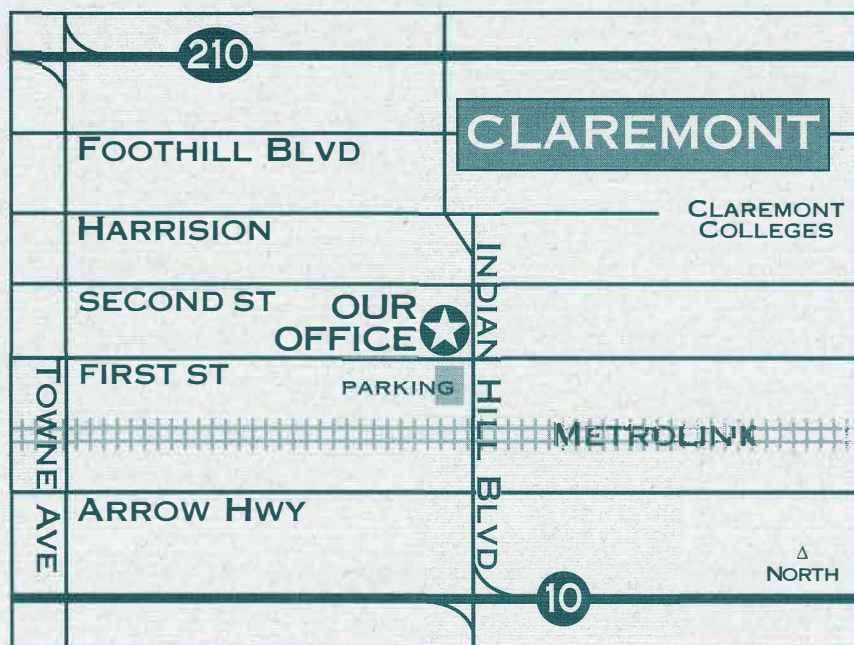 210
CLAREMONT
FOOTHILL BLVD
CLAREMONT
COLLEGES
HARRISION
INDIAN HILL BLVD
SECOND ST
OUR
OFFICE
FIRST ST
PARKING
TOWNE AVE
METROLINK
ARROW HWY
Δ
NORTH
10